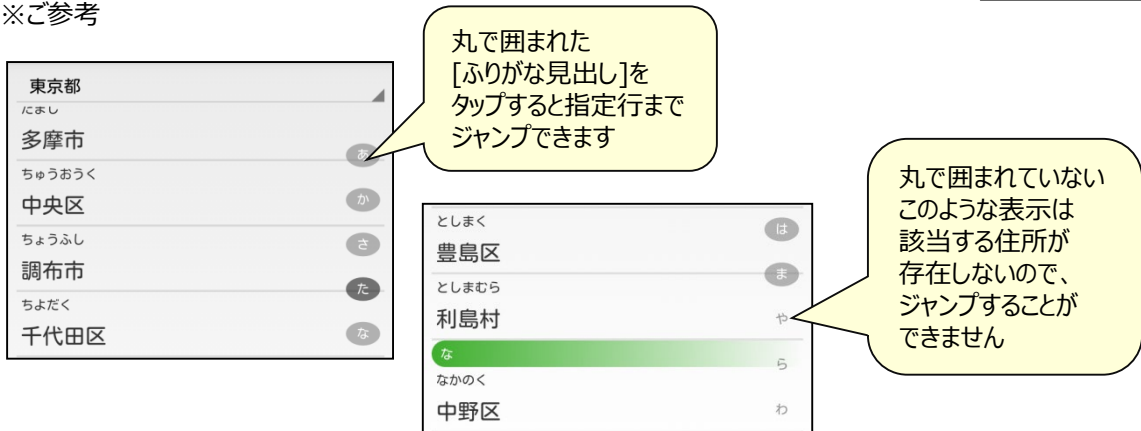 ※ご参考
丸で囲まれた
[ふりがな見出し]を
タップすると指定行まで
ジャンプできます
東京都
たまし
多摩市
あ
ちゅうおうく
中央区
か
ちょうふし
調布市
さ
た
ちよだく
千代田区
な
丸で囲まれていない
このような表示は
該当する住所が
存在しないので、
ジャンプすることが
できません
としまく
豊島区
は
ま
としまむら
利島村
や
な
ら
なかのく
中野区
わ